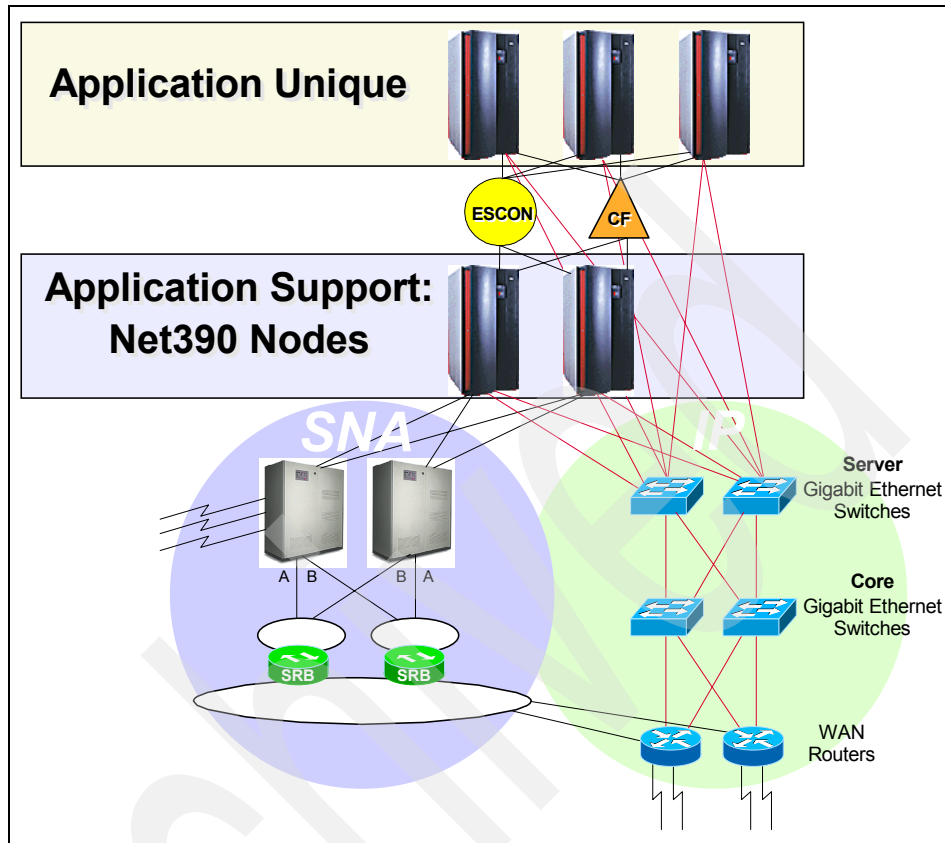 Application Unique
ESCON
CF
Application Support:
Net390 Nodes
SNA
IP
Server
Gigabit Ethernet
Switches
A
B
B
A
Core
Gigabit Ethernet
Switches
SRB
SRB
WAN
Routers